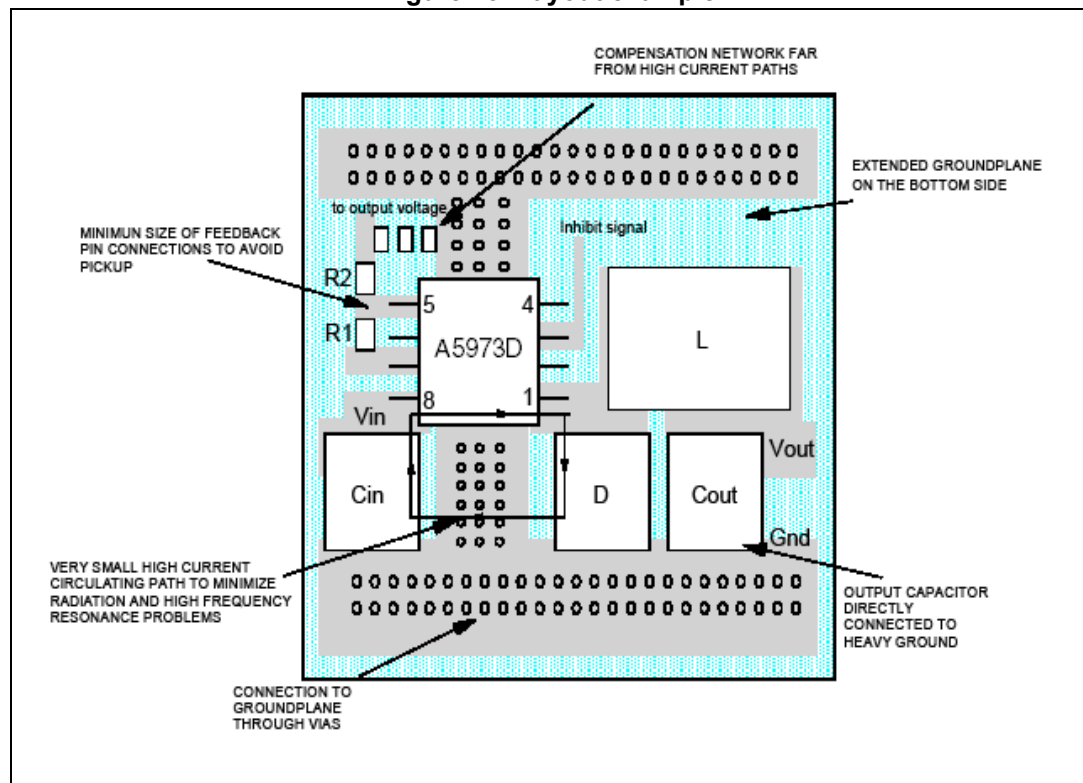 COMPENSATION NETWORK FAR
FROM HIGH CURRENT PATHS
EXTENDED GROUNDPLANE
ON THE BOTTOM SIDE
to output voltage
Inhibit signal
MINIMUN SIZE OF FEEDBACK
PIN CONNECTIONS TO AVOID
PICKUP
R2
5
4
R1
A5973D
L
8
1
Vin
Vout
Cin
D
Cout
Gnd
VERY SMALL HIGH CURRENT
CIRCULATING PATH TO MINIMIZE
RADIATION AND HIGH FREQUENCY
RESONANCE PROBLEMS
OUTPUT CAPACITOR
DIRECTLY
CONNECTED TO
HEAVY GROUND
CONNECTION TO
GROUNDPLANE
THROUGH VIAS